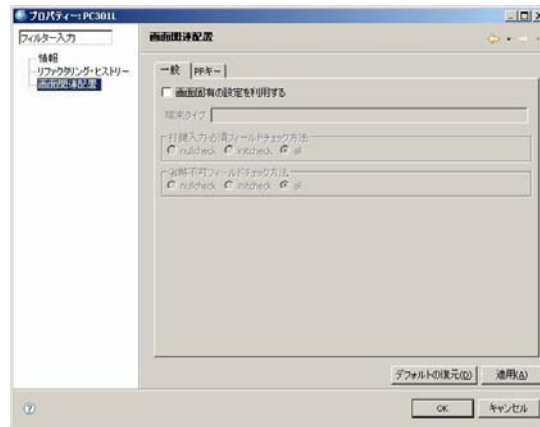 プロパティー: PC301L
フィルター入力
画面関連配置
情報
リファクタリング・ヒストリー
画面関連配置
一般
PFキー
画面固有の設定を利用する
端末タイプ
打鍵入力必須フィールドチェック方法
nullcheck initcheck all
省略不可フィールドチェック方法
nullcheck initcheck all
デフォルトの復元(D)
適用(A)
OK
キャンセル